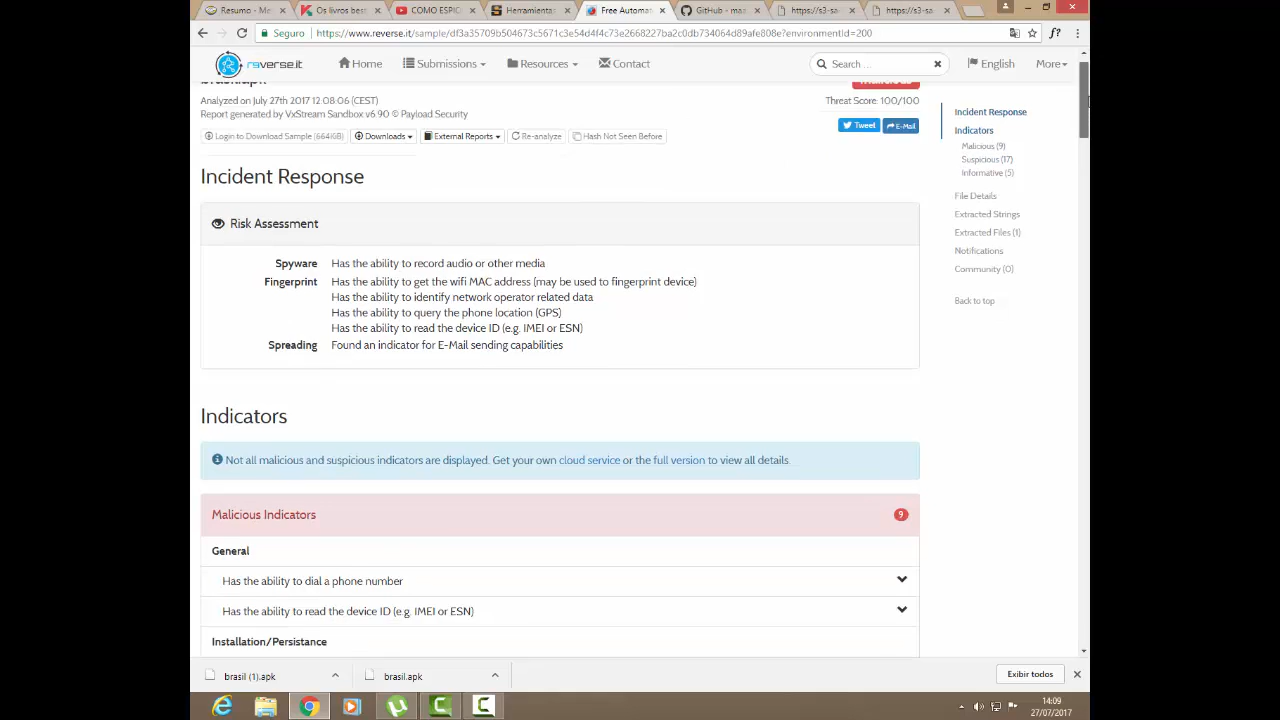 Resumo - Me
Os livros bes
COMO ESPIO
Herramienta
Free Automat
GitHub - maa
https://s3-sa
https://s3-sa
Seguro
https://www.reverse.it/sample/df3a35709b504673c5671c3e54d4f4c73e2668227ba2c0db734064d89afe808e?environmentId=200
reverse.it
Home
Submissions
Resources
Contact
Search ...
English
More
Analyzed on July 27th 2017 12:08:06 (CEST)
Report generated by VxStream Sandbox v6.90 © Payload Security
Threat Score: 100/100
Tweet
E-Mail
Login to Download Sample (664KiB)
Downloads
External Reports
Re-analyze
Hash Not Seen Before
Incident Response
Indicators
Malicious (9)
Suspicious (17)
Informative (5)
File Details
Extracted Strings
Extracted Files (1)
Notifications
Community (0)
Back to top
Incident Response
Risk Assessment
Spyware Has the ability to record audio or other media
Fingerprint Has the ability to get the wifi MAC address (may be used to fingerprint device)
Has the ability to identify network operator related data
Has the ability to query the phone location (GPS)
Has the ability to read the device ID (e.g. IMEI or ESN)
Spreading Found an indicator for E-Mail sending capabilities
Indicators
Not all malicious and suspicious indicators are displayed. Get your own cloud service or the full version to view all details.
Malicious Indicators 9
General
Has the ability to dial a phone number
Has the ability to read the device ID (e.g. IMEI or ESN)
Installation/Persistance
brasil (1).apk
brasil.apk
Exibir todos
14:09
27/07/2017